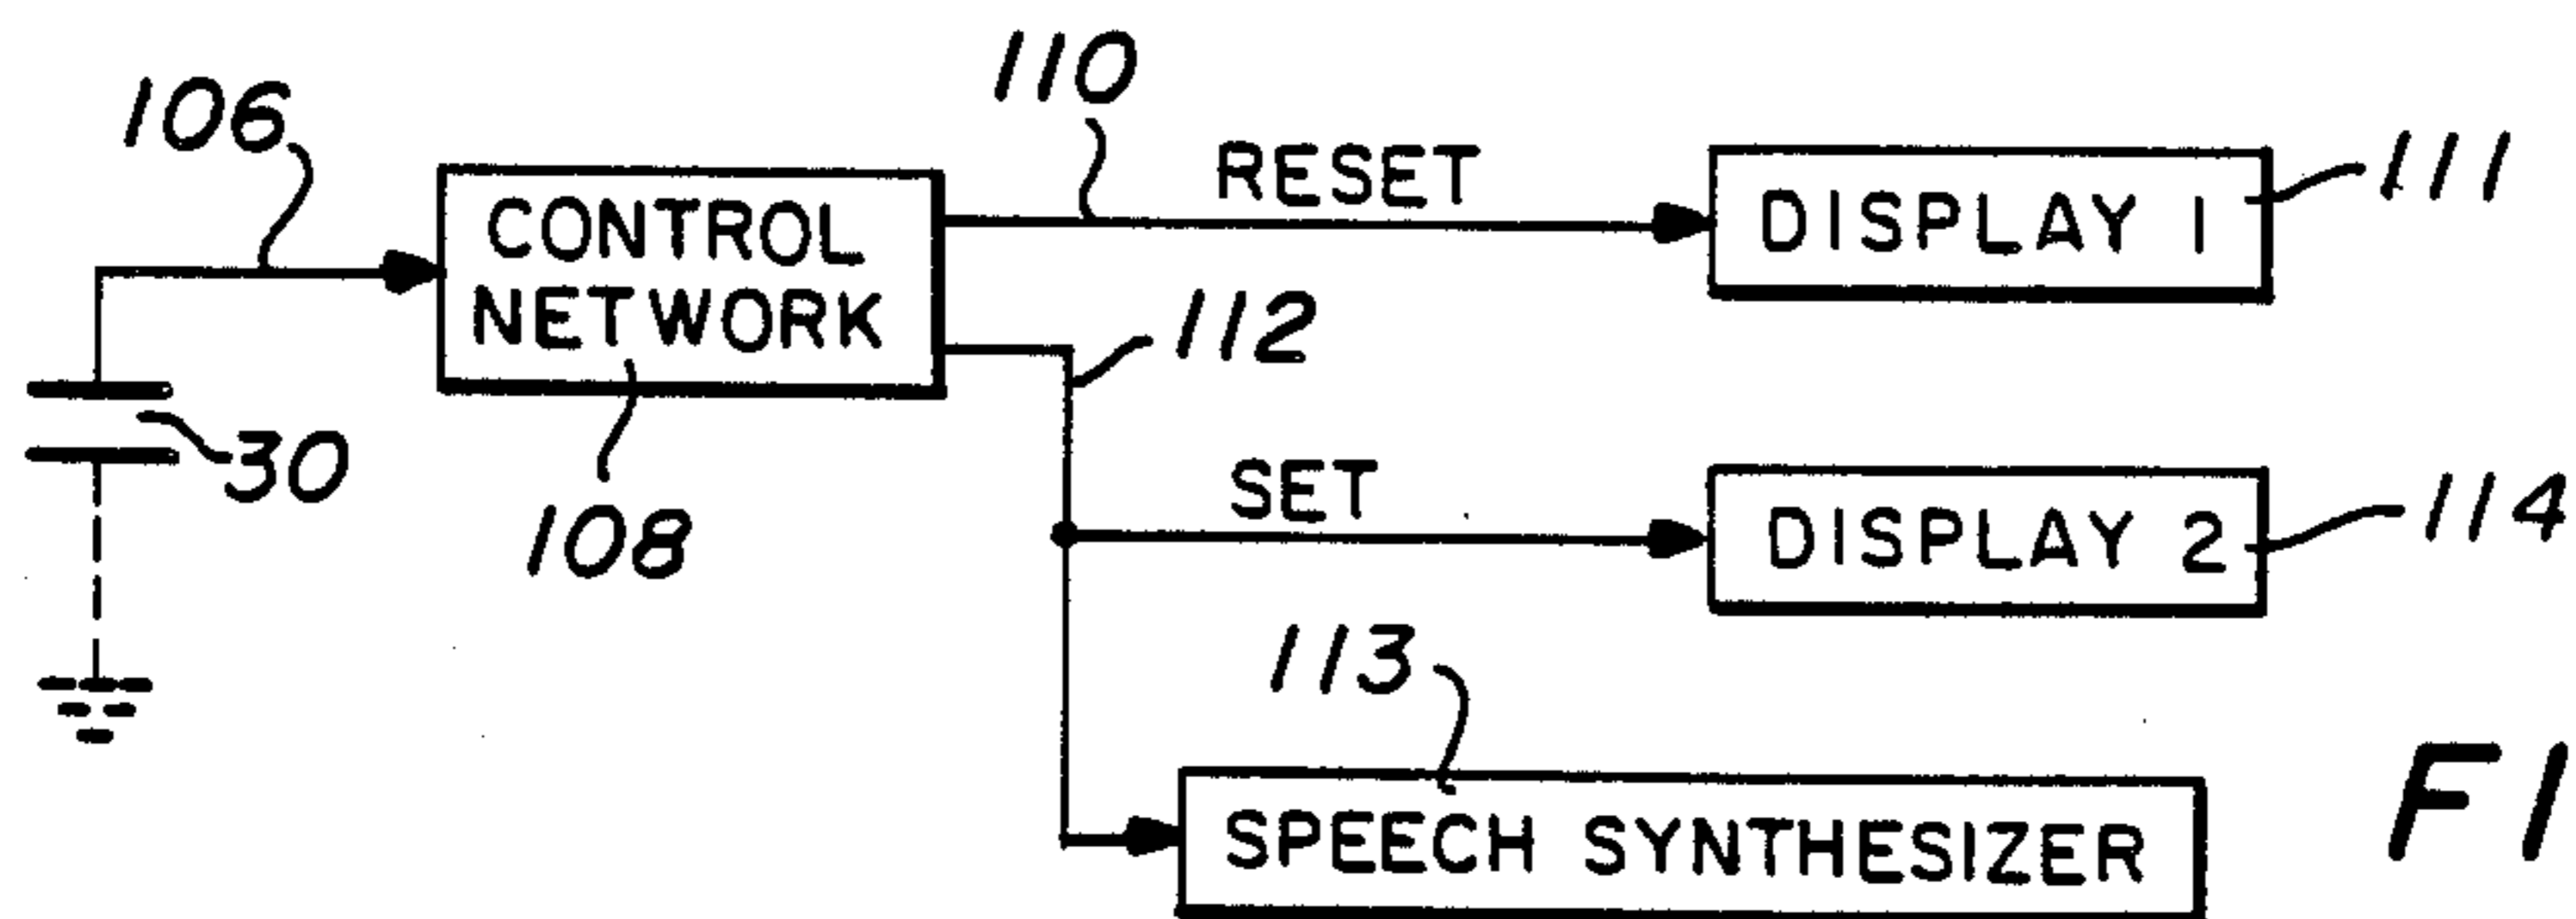 110
106
RESET
111
CONTROL
NETWORK
DISPLAY 1
112
30
108
SET
DISPLAY 2
114
113
SPEECH SYNTHESIZER
FI